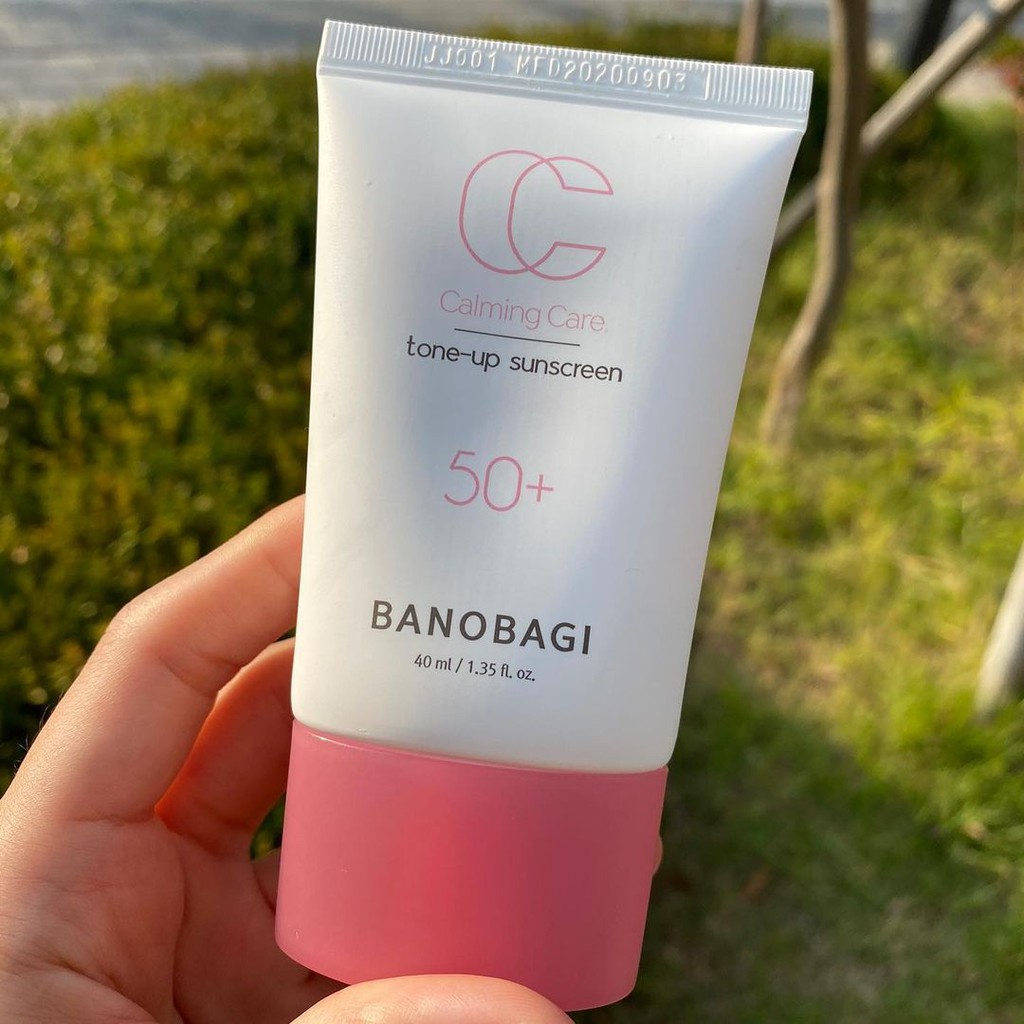 JJ001 MFD20200903
CC
Calming Care.
tone-up sunscreen
50+
BANOBAGI
40 ml / 1.35 fl. oz.